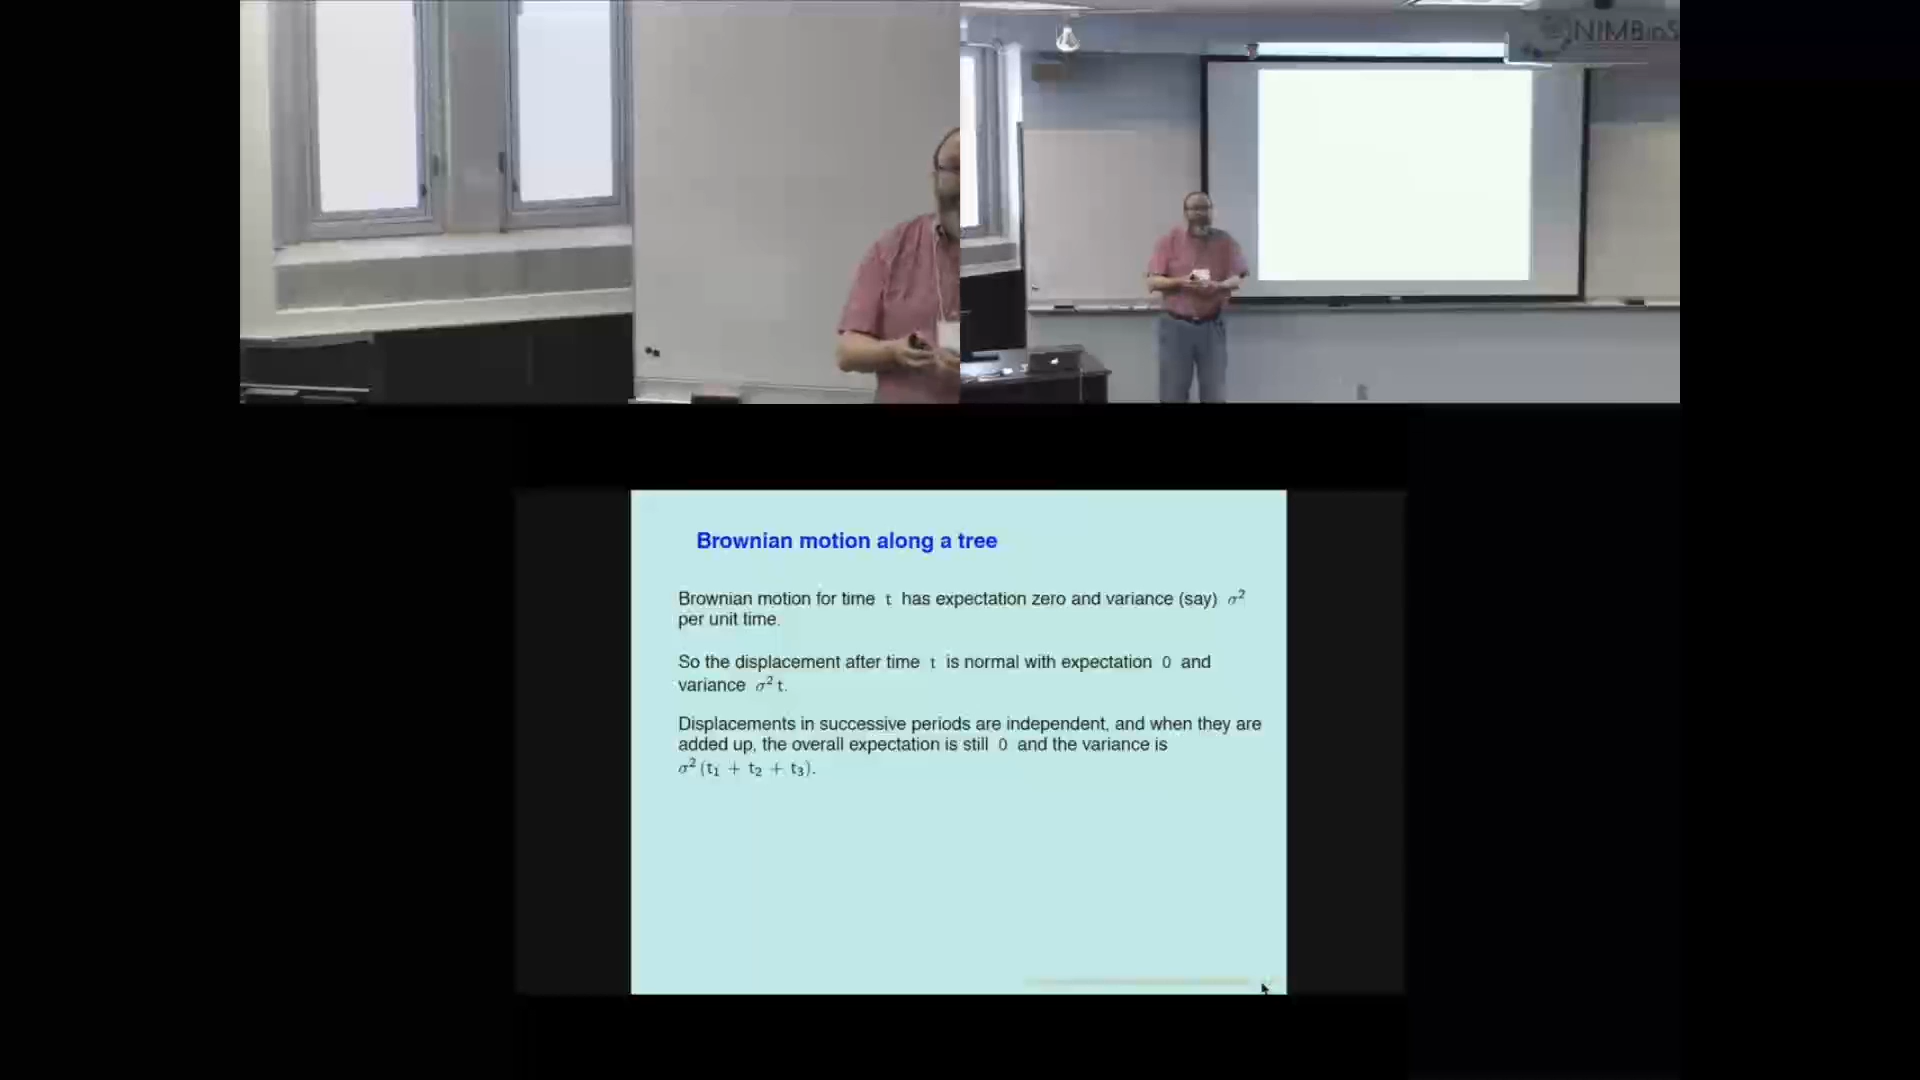 NIMBioS
Brownian motion along a tree
Brownian motion for time t has expectation zero and variance (say) σ²
per unit time.
So the displacement after time t is normal with expectation 0 and
variance σ² t.
Displacements in successive periods are independent, and when they are
added up, the overall expectation is still 0 and the variance is
σ² (t₁ + t₂ + t₃).